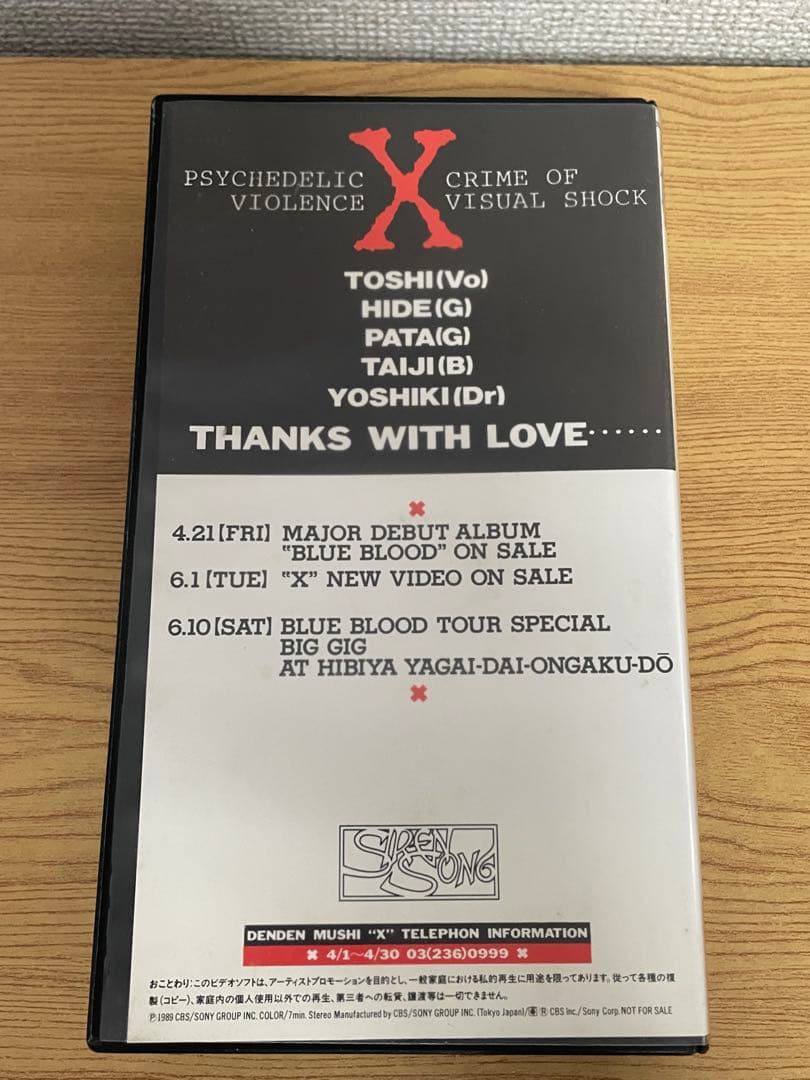 PSYCHEDELIC X CRIME OF
VIOLENCE VISUAL SHOCK
TOSHI(Vo)
HIDE(G)
PATA(G)
TAIJI(B)
YOSHIKI(Dr)
THANKS WITH LOVE······
4.21[FRI] MAJOR DEBUT ALBUM
"BLUE BLOOD" ON SALE
6.1[TUE] "X" NEW VIDEO ON SALE
6.10[SAT] BLUE BLOOD TOUR SPECIAL
BIG GIG
AT HIBIYA YAGAI-DAI-ONGAKU-DŌ
SIREN
SONG
DENDEN MUSHI "X" TELEPHON INFORMATION
✖ 4/1~4/30 03(236)0999 ✖
おことわり:このビデオソフトは、アーティストプロモーションを目的とし、一般家庭における私的再生に用途を限ってあります。従って各種の複
製(コピー)、家庭内の個人使用以外での再生、第三者への転貸、譲渡等は一切できません。
Ⓟ1989 CBS/SONY GROUP INC. COLOR/7min. Stereo Manufactured by CBS/SONY GROUP INC. (Tokyo Japan)/ ® CBS Inc./Sony Corp. NOT FOR SALE